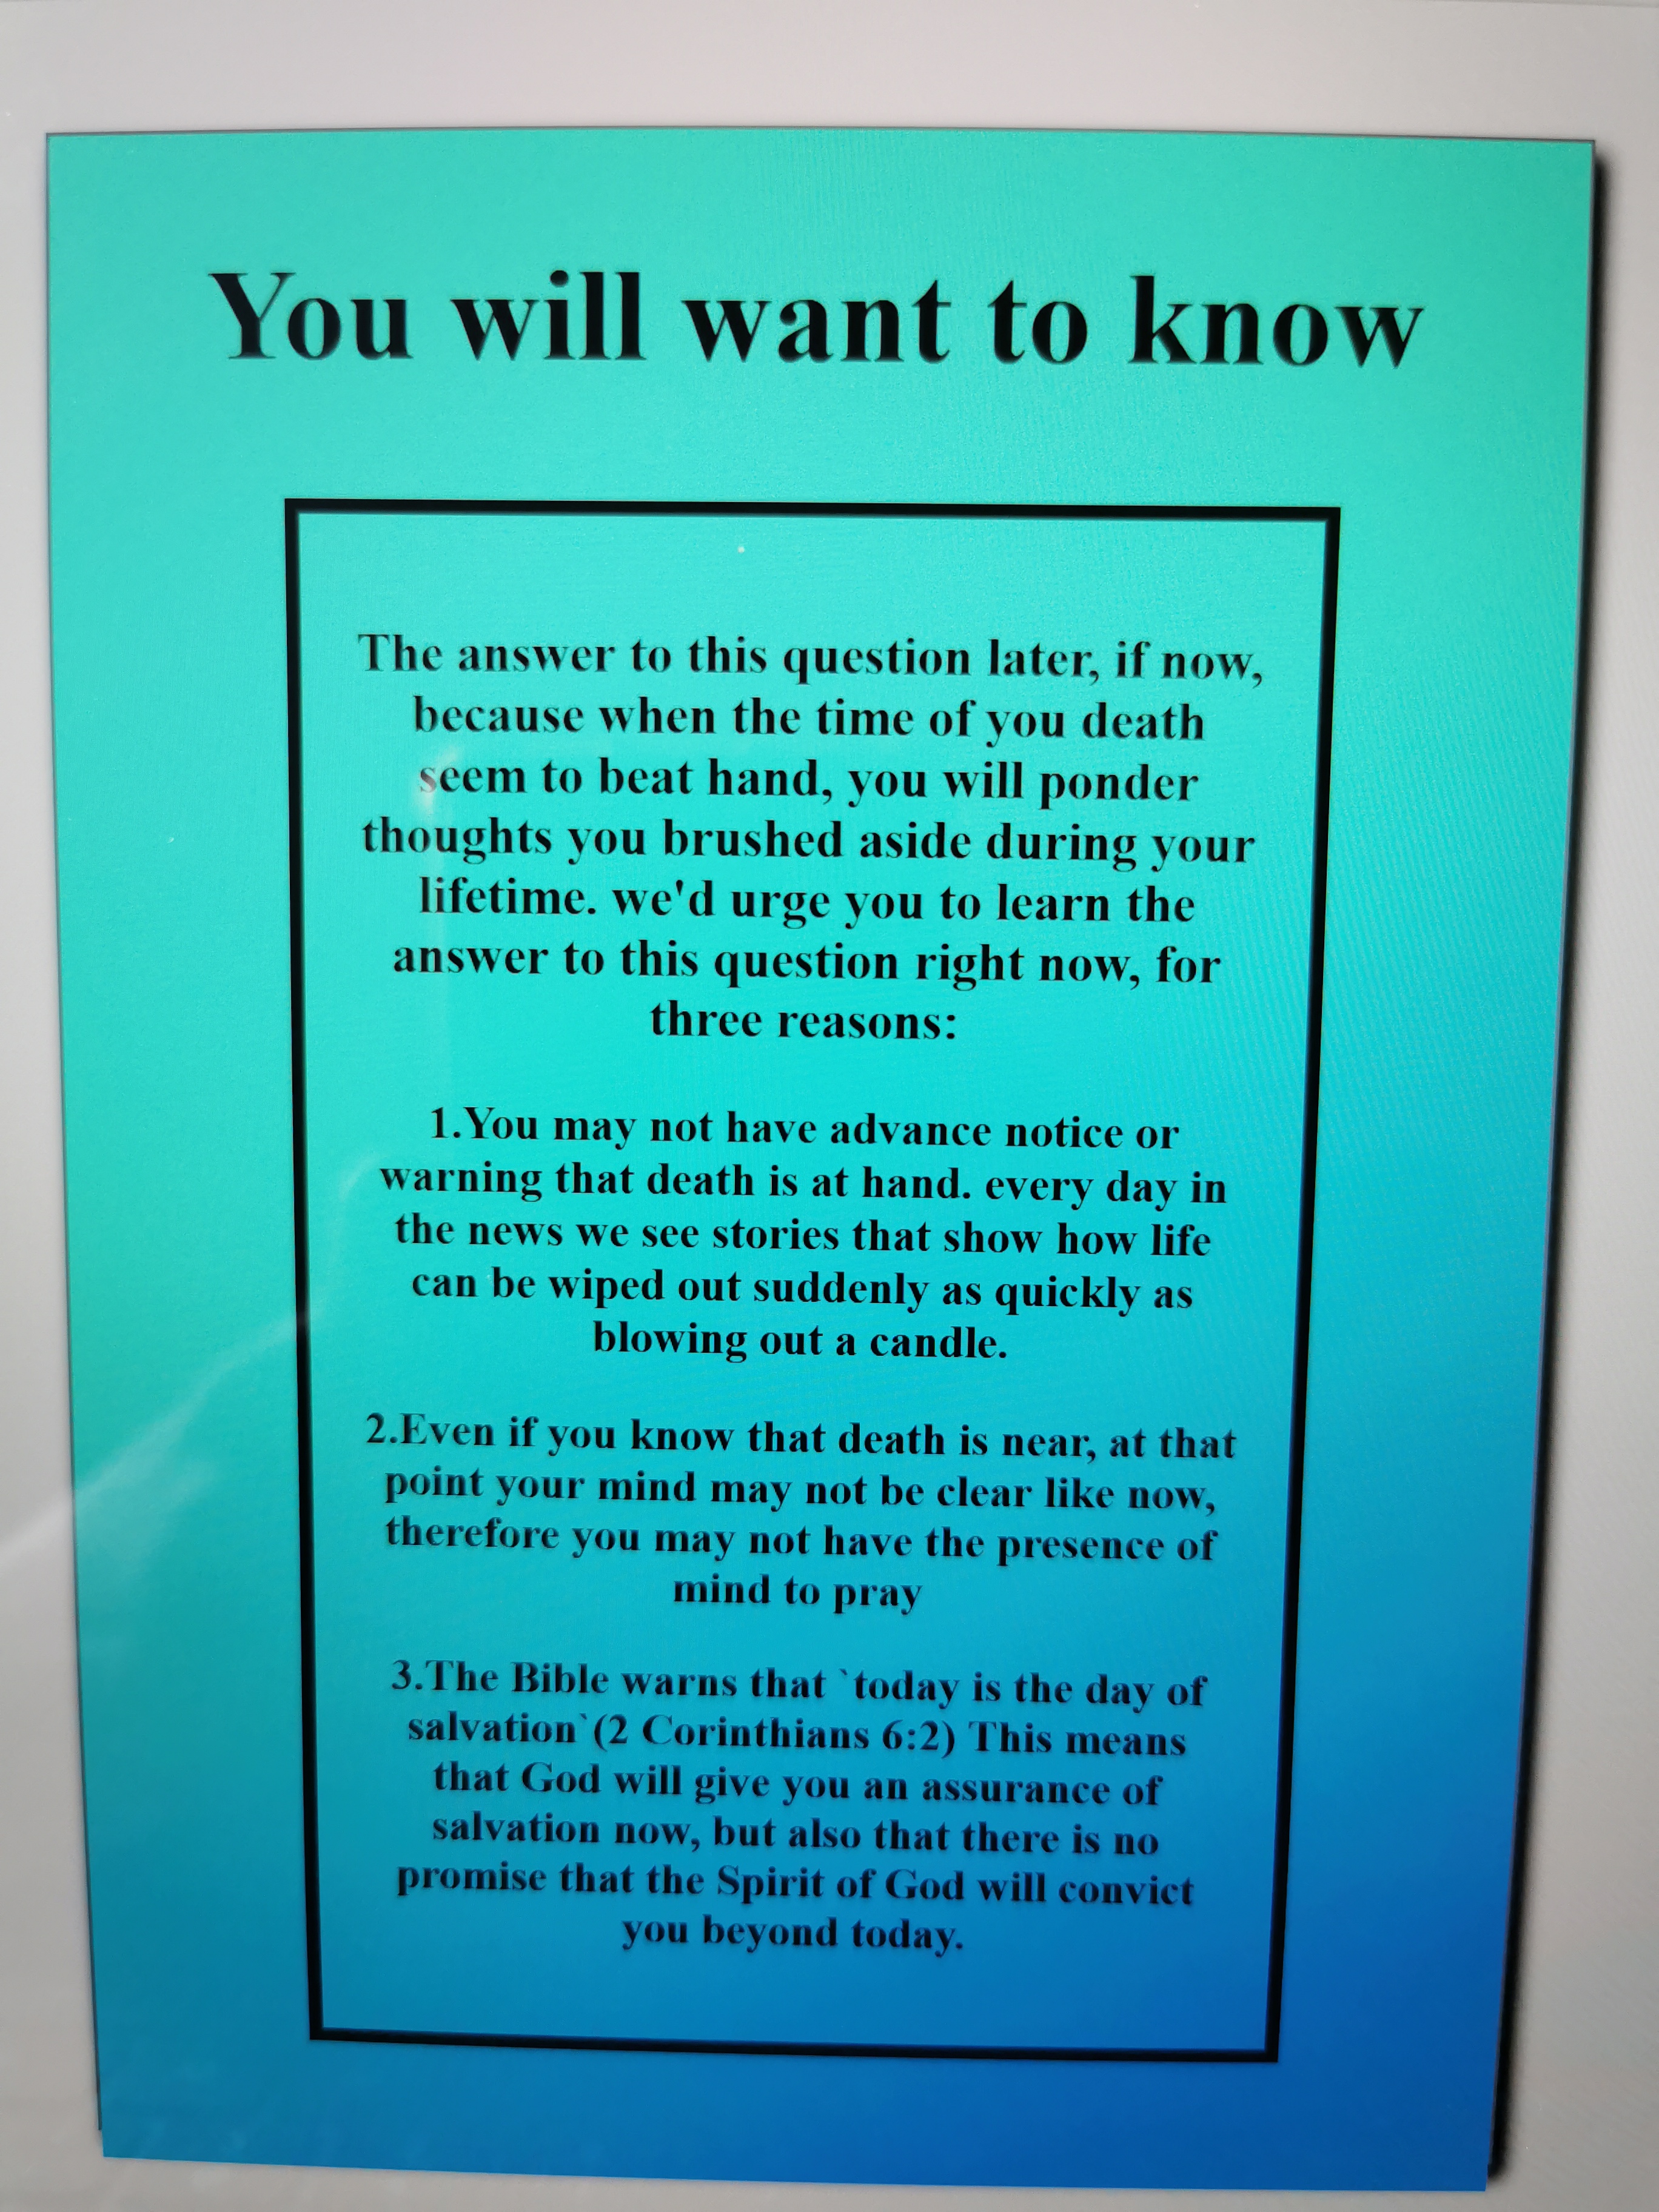 You will want to know
The answer to this question later, if now,
because when the time of you death
seem to beat hand, you will ponder
thoughts you brushed aside during your
lifetime. we'd urge you to learn the
answer to this question right now, for
three reasons:
1.You may not have advance notice or
warning that death is at hand. every day in
the news we see stories that show how life
can be wiped out suddenly as quickly as
blowing out a candle.
2.Even if you know that death is near, at that
point your mind may not be clear like now,
therefore you may not have the presence of
mind to pray
3.The Bible warns that `today is the day of
salvation`(2 Corinthians 6:2) This means
that God will give you an assurance of
salvation now, but also that there is no
promise that the Spirit of God will convict
you beyond today.